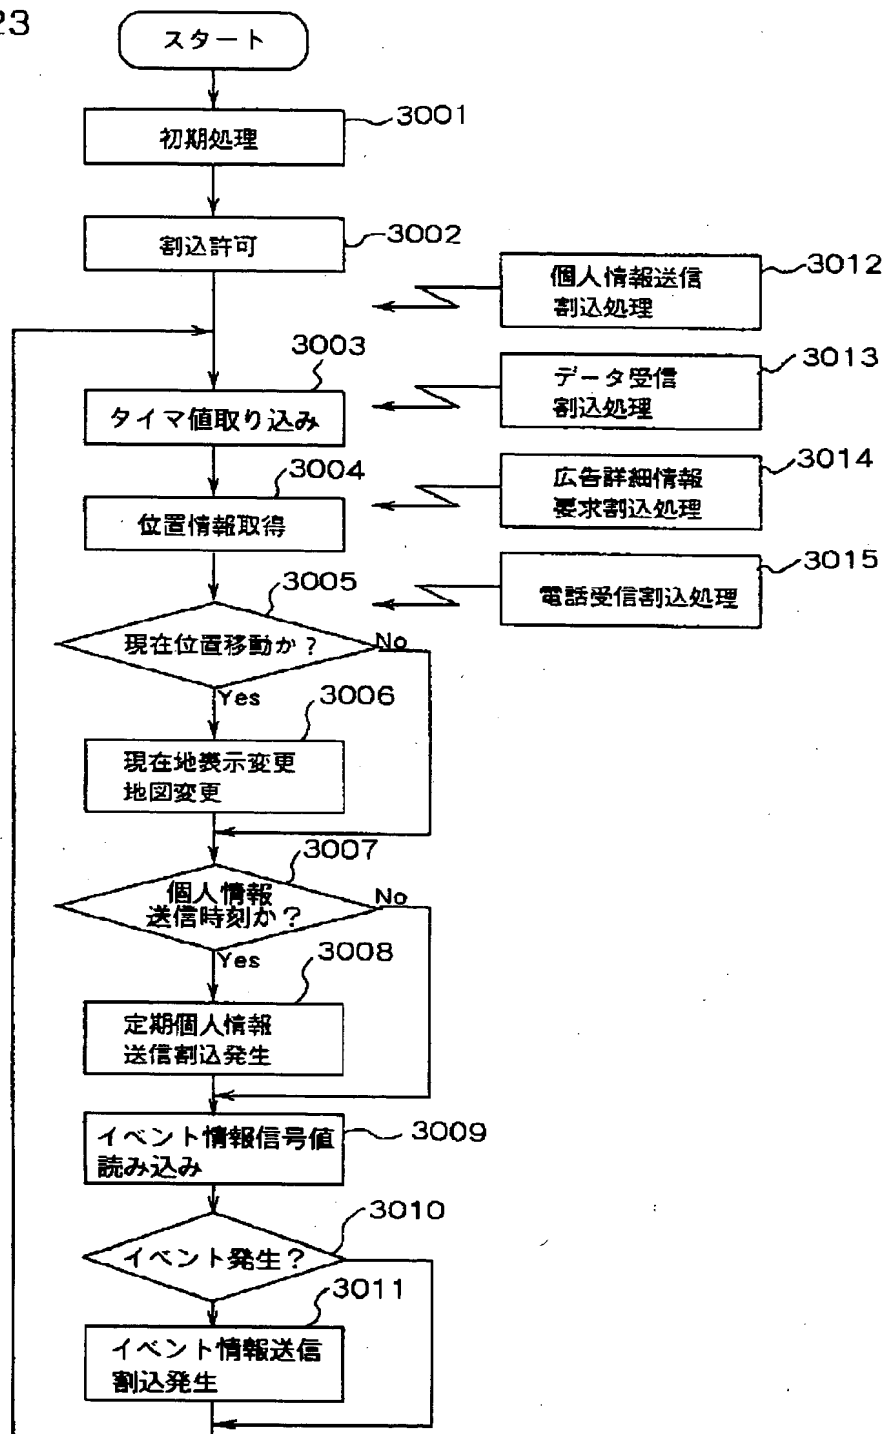 23
スタート
初期処理
3001
割込許可
3002
個人情報送信
割込処理
3012
3003
タイマ値取り込み
データ受信
割込処理
3013
3004
位置情報取得
広告詳細情報
要求割込処理
3014
3005
現在位置移動か？
No
Yes
電話受信割込処理
3015
3006
現在地表示変更
地図変更
3007
個人情報
送信時刻か？
No
Yes
3008
定期個人情報
送信割込発生
イベント情報信号値
読み込み
3009
3010
イベント発生？
3011
イベント情報送信
割込発生